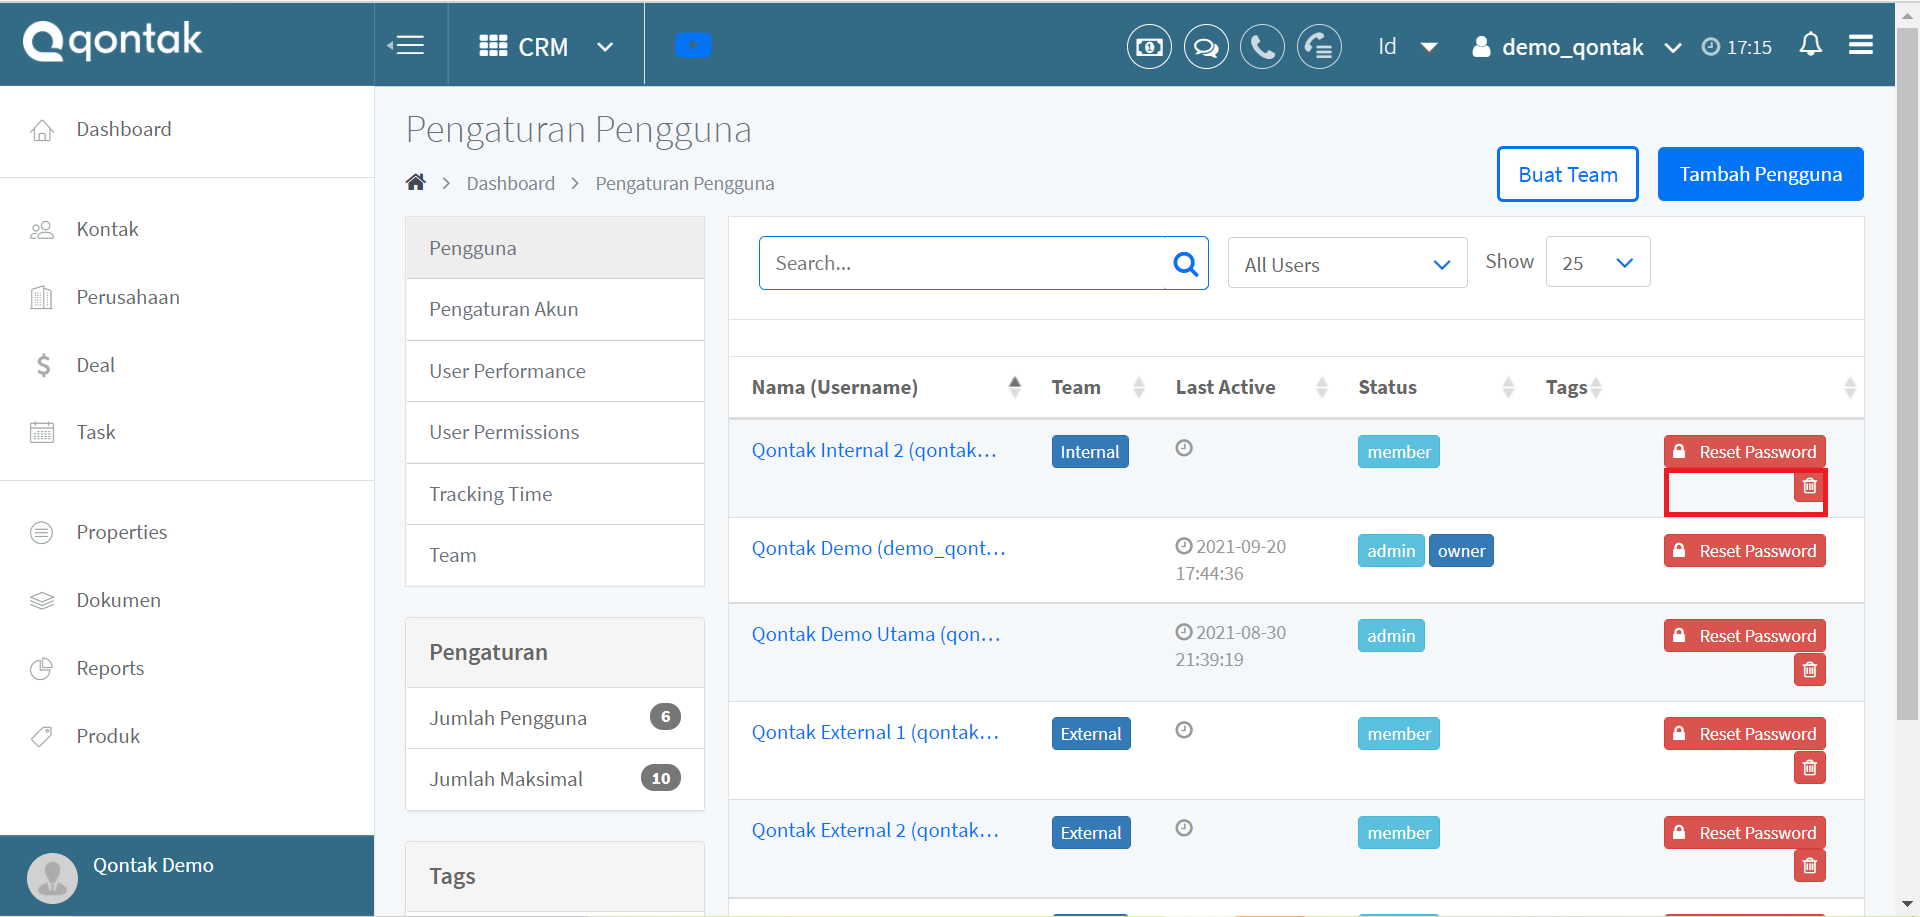 qontak
CRM
Id
demo_qontak
17:15
Dashboard
Kontak
Perusahaan
Deal
Task
Properties
Dokumen
Reports
Produk
Qontak Demo
Pengaturan Pengguna
Dashboard
Pengaturan Pengguna
Buat Team
Tambah Pengguna
Pengguna
Pengaturan Akun
User Performance
User Permissions
Tracking Time
Team
Pengaturan
Jumlah Pengguna 6
Jumlah Maksimal 10
Tags
Search...
All Users
Show 25
Nama (Username) Team Last Active Status Tags
Qontak Internal 2 (qontak... Internal member Reset Password
Qontak Demo (demo_qont... 2021-09-20 17:44:36 admin owner Reset Password
Qontak Demo Utama (qon... 2021-08-30 21:39:19 admin Reset Password
Qontak External 1 (qontak... External member Reset Password
Qontak External 2 (qontak... External member Reset Password